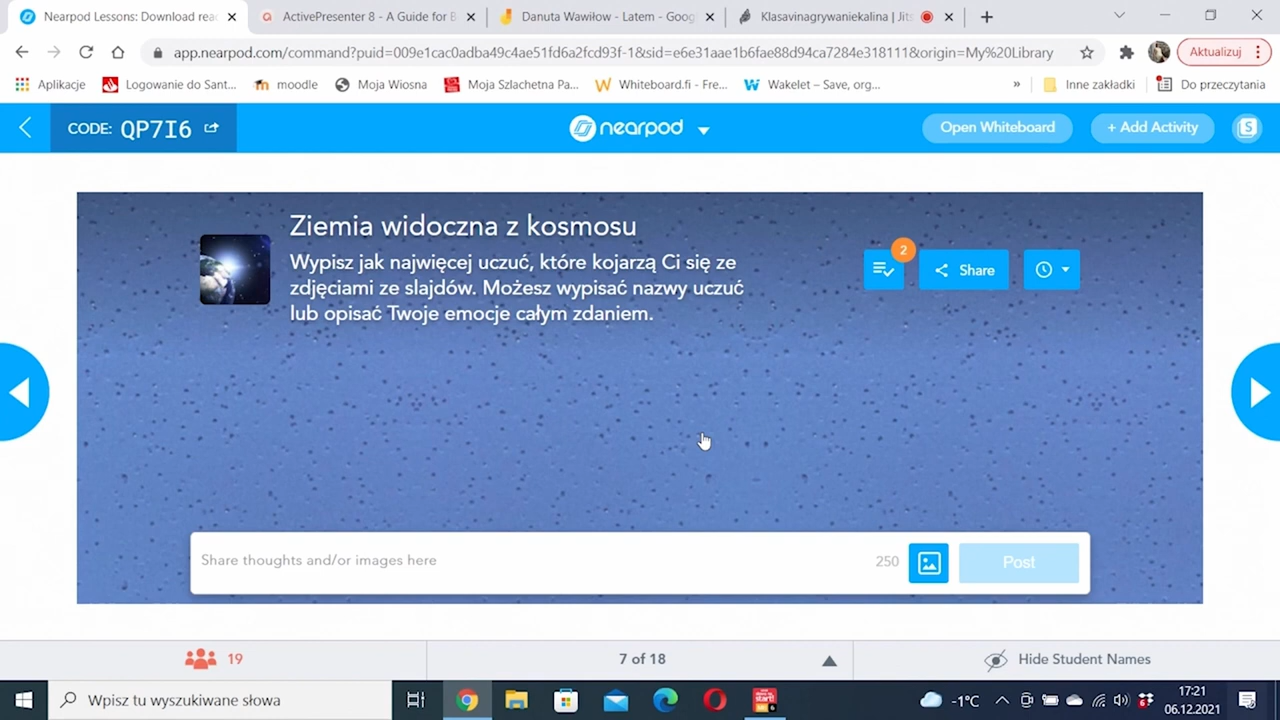 Nearpod Lessons: Download rea
ActivePresenter 8 - A Guide for B
Danuta Wawiłow - Latem - Goog
Klasavinagrywaniekalina | Jits
app.nearpod.com/command?puid=009e1cac0adba49c4ae51fd6a2fcd93f-1&sid=e6e31aae1b6fae88d94ca7284e318111&origin=My%20Library
Aktualizuj
Aplikacje
Logowanie do Sant...
moodle
Moja Wiosna
Moja Szlachetna Pa...
Whiteboard.fi - Fre...
Wakelet – Save, org...
»
Inne zakładki
Do przeczytania
CODE: QP7I6
nearpod
Open Whiteboard
+ Add Activity
S
Ziemia widoczna z kosmosu
Wypisz jak najwięcej uczuć, które kojarzą Ci się ze
zdjęciami ze slajdów. Możesz wypisać nazwy uczuć
lub opisać Twoje emocje całym zdaniem.
2
Share
Share thoughts and/or images here
250
Post
19
7 of 18
Hide Student Names
Wpisz tu wyszukiwane słowa
-1°C
17:21
06.12.2021